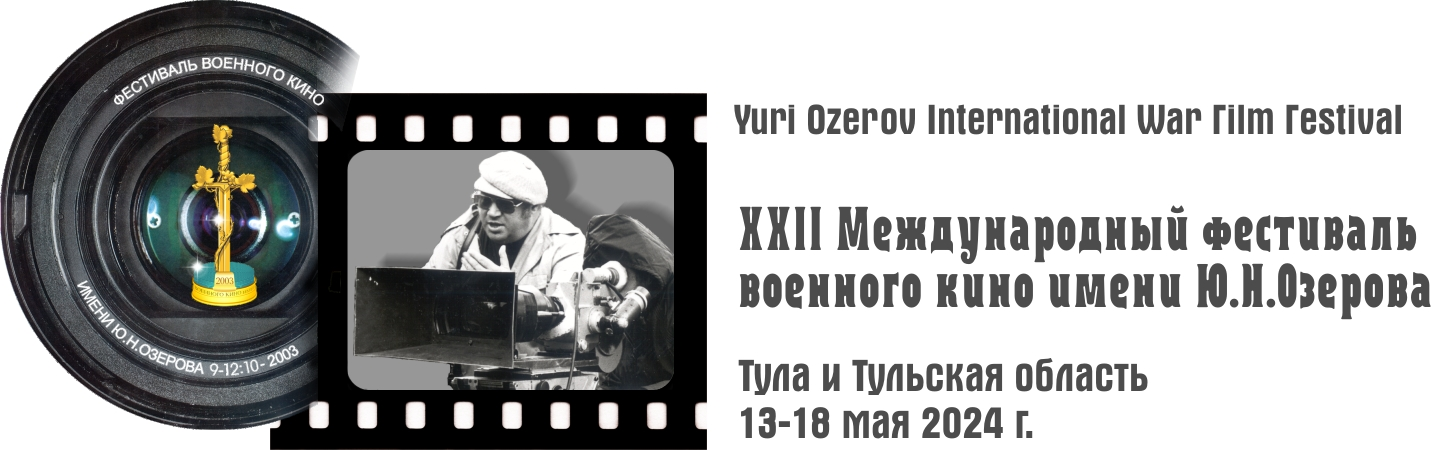 ФЕСТИВАЛЬ ВОЕННОГО КИНО
2003
ИМЕНИ Ю.Н.ОЗЕРОВА 9-12:10-2003
Yuri Ozerov International War Film Festival
XXII Международный фестиваль
военного кино имени Ю.Н.Озерова
Тула и Тульская область
13-18 мая 2024 г.